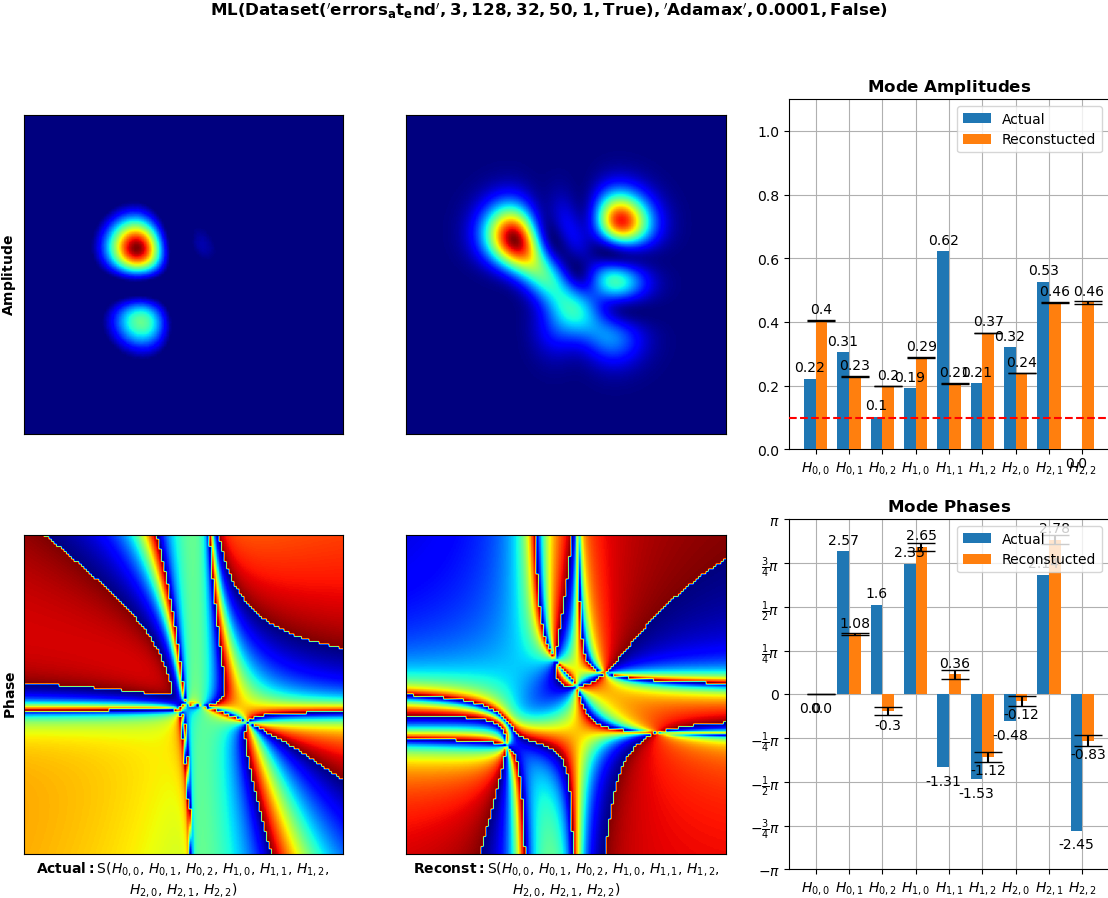 ML(Dataset('errors_at_end', 3, 128, 32, 50, 1, True), 'Adamax', 0.0001, False)
Amplitude
Mode Amplitudes
Actual
Reconstucted
1.0
0.8
0.6
0.4
0.2
0.0
0.22 0.4 0.31 0.23 0.1 0.2 0.19 0.29 0.62 0.21 0.21 0.37 0.32 0.24 0.53 0.46 0.0 0.46
H0,0 H0,1 H0,2 H1,0 H1,1 H1,2 H2,0 H2,1 H2,2
Phase
Mode Phases
Actual
Reconstucted
π
3/4π
1/2π
1/4π
0
−1/4π
−1/2π
−3/4π
−π
0.0 0.0 2.57 1.08 1.6 -0.3 2.35 2.65 -1.31 0.36 -1.53 -1.12 -0.48 -0.12 2.78 -2.45 -0.83
H0,0 H0,1 H0,2 H1,0 H1,1 H1,2 H2,0 H2,1 H2,2
Actual: S(H0,0, H0,1, H0,2, H1,0, H1,1, H1,2,
H2,0, H2,1, H2,2)
Reconst: S(H0,0, H0,1, H0,2, H1,0, H1,1, H1,2,
H2,0, H2,1, H2,2)